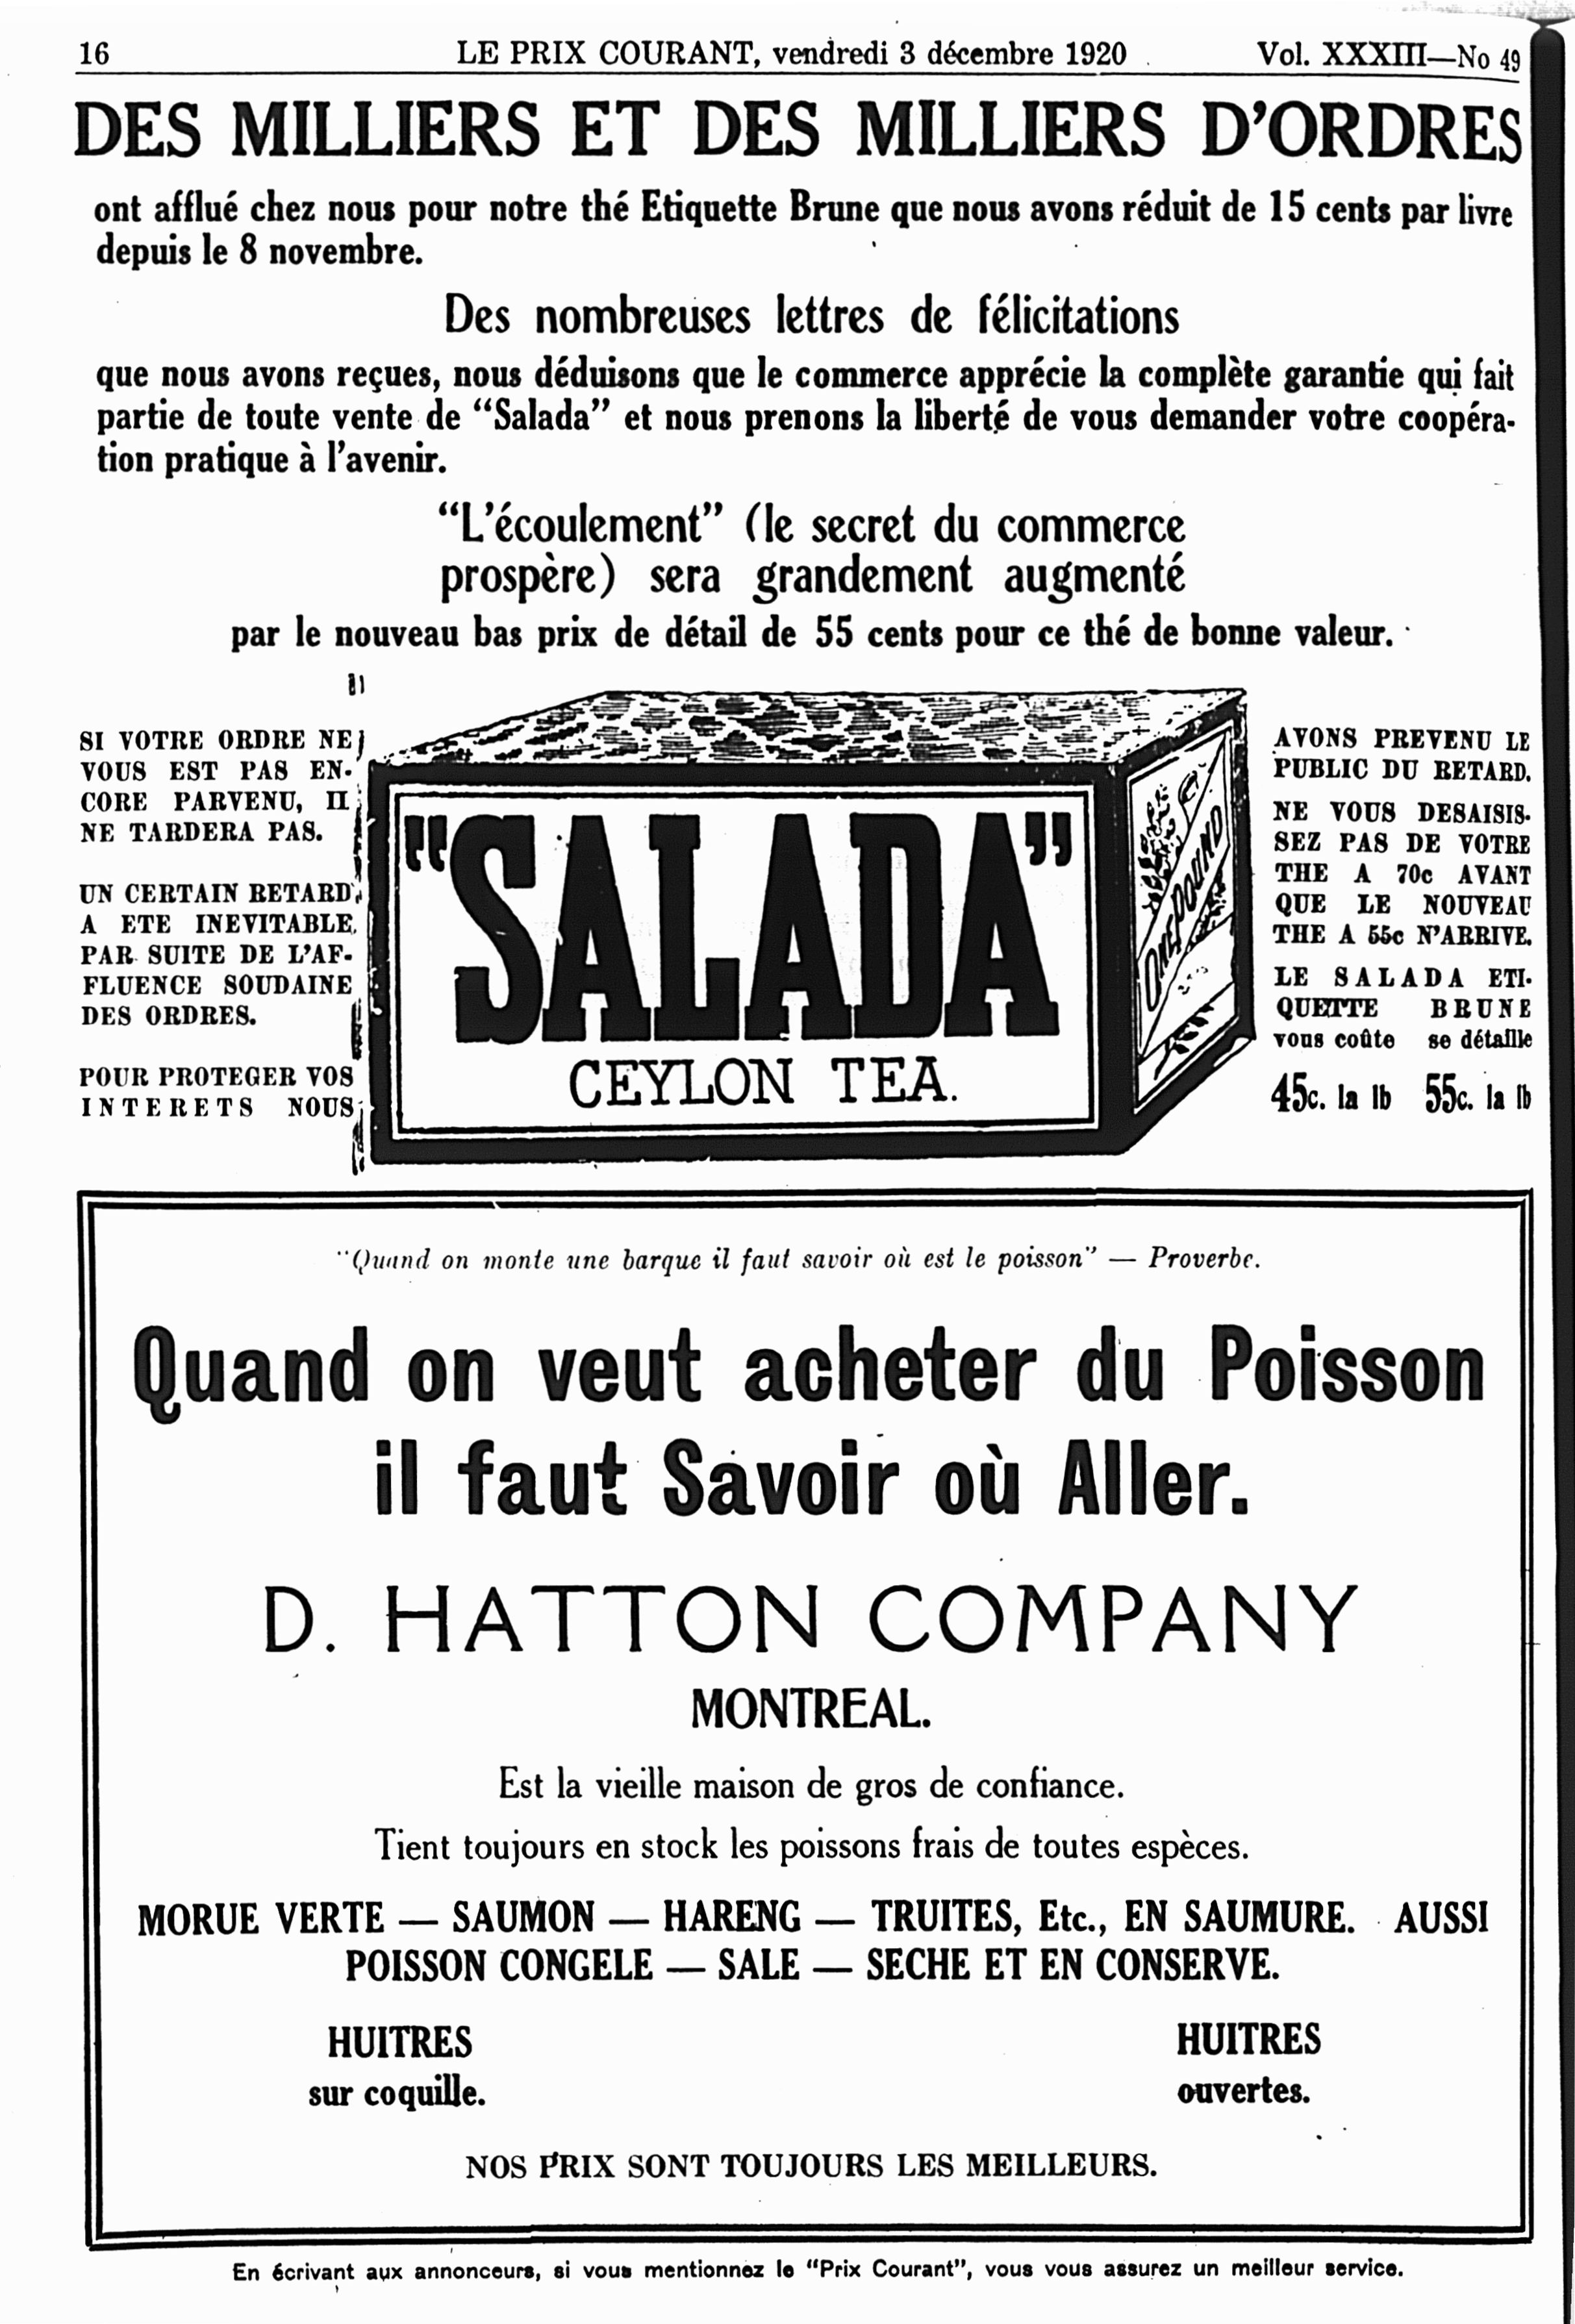 16 LE PRIX COURANT, vendredi 3 décembre 1920 Vol. XXXIII—No 49
DES MILLIERS ET DES MILLIERS D'ORDRES
ont afflué chez nous pour notre thé Etiquette Brune que nous avons réduit de 15 cents par livre
depuis le 8 novembre.
Des nombreuses lettres de félicitations
que nous avons reçues, nous déduisons que le commerce apprécie la complète garantie qui fait
partie de toute vente de “Salada” et nous prenons la liberté de vous demander votre coopéra-
tion pratique à l'avenir.
“L'écoulement” (le secret du commerce
prospère) sera grandement augmenté
par le nouveau bas prix de détail de 55 cents pour ce thé de bonne valeur.
SI VOTRE ORDRE NE
VOUS EST PAS EN-
CORE PARVENU, IL
NE TARDERA PAS.
UN CERTAIN RETARD
A ETE INEVITABLE
PAR SUITE DE L'AF-
FLUENCE SOUDAINE
DES ORDRES.
POUR PROTEGER VOS
INTERETS NOUS
"SALADA"
CEYLON TEA.
ONE POUND
AVONS PREVENU LE
PUBLIC DU RETARD.
NE VOUS DESAISIS-
SEZ PAS DE VOTRE
THE A 70c AVANT
QUE LE NOUVEAU
THE A 55c N'ARRIVE.
LE SALADA ETI-
QUETTE BRUNE
vous coûte se détaille
45c. la lb 55c. la lb
“Quand on monte une barque il faut savoir où est le poisson” — Proverbe.
Quand on veut acheter du Poisson
il faut Savoir où Aller.
D. HATTON COMPANY
MONTREAL.
Est la vieille maison de gros de confiance.
Tient toujours en stock les poissons frais de toutes espèces.
MORUE VERTE — SAUMON — HARENG — TRUITES, Etc., EN SAUMURE. AUSSI
POISSON CONGELE — SALE — SECHE ET EN CONSERVE.
HUITRES HUITRES
sur coquille. ouvertes.
NOS PRIX SONT TOUJOURS LES MEILLEURS.
En écrivant aux annonceurs, si vous mentionnez le “Prix Courant”, vous vous assurez un meilleur service.